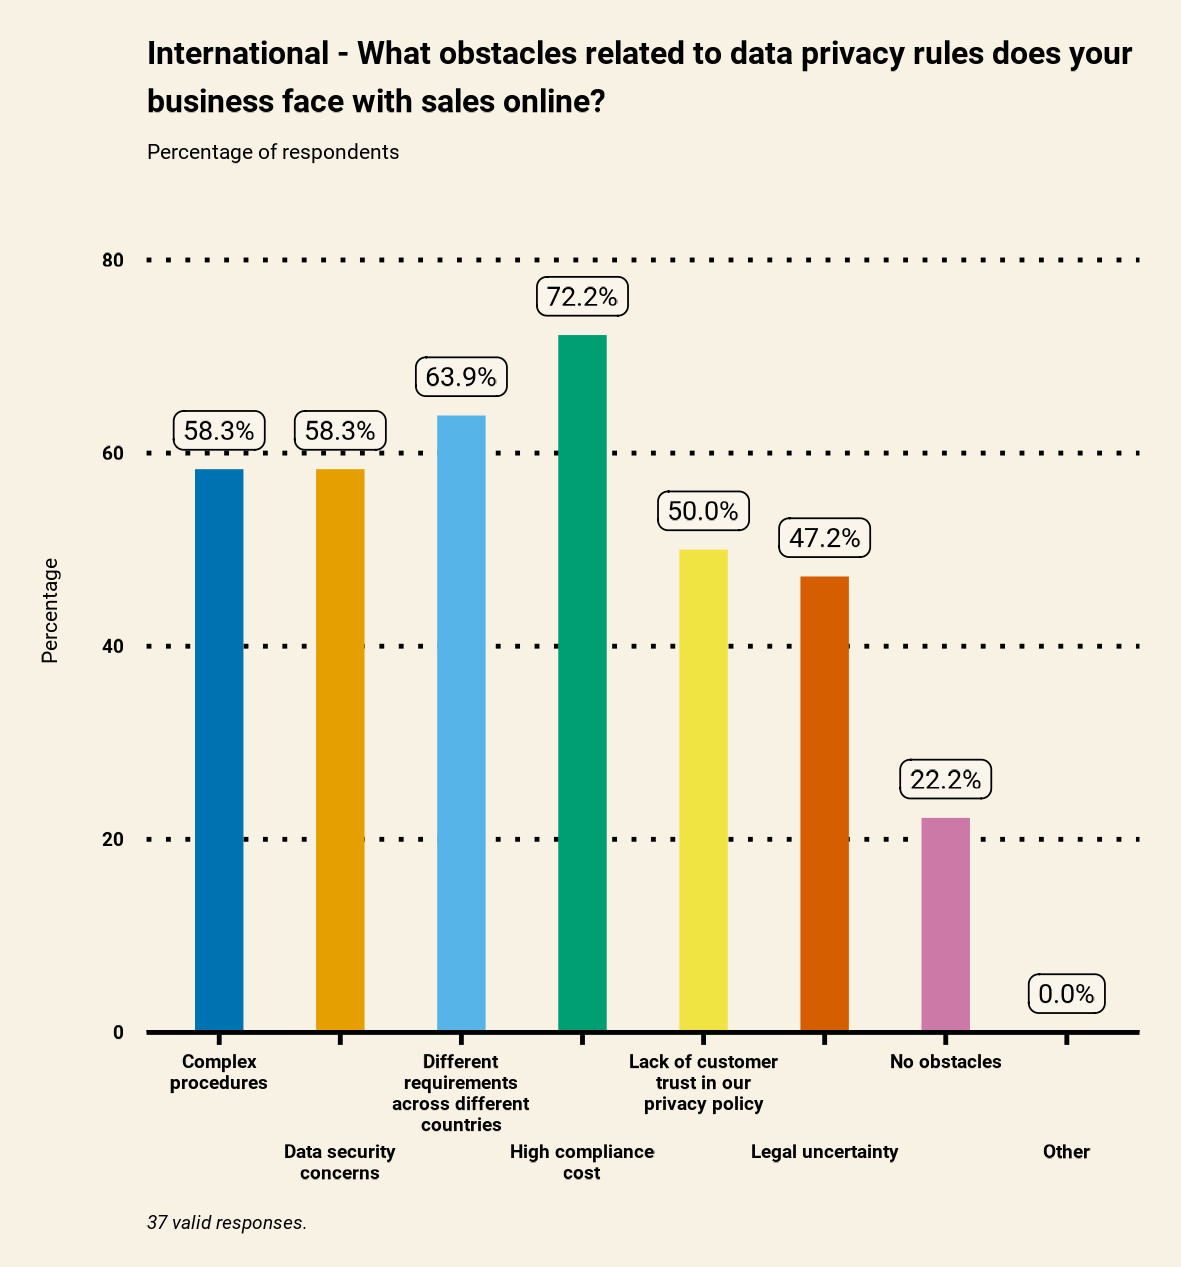 International - What obstacles related to data privacy rules does your
business face with sales online?
Percentage of respondents
80
72.2%
63.9%
58.3%
58.3%
60
50.0%
47.2%
Percentage
40
22.2%
20
0.0%
0
Complex
procedures
Different
requirements
across different
countries
Lack of customer
trust in our
privacy policy
No obstacles
Data security
concerns
High compliance
cost
Legal uncertainty
Other
37 valid responses.